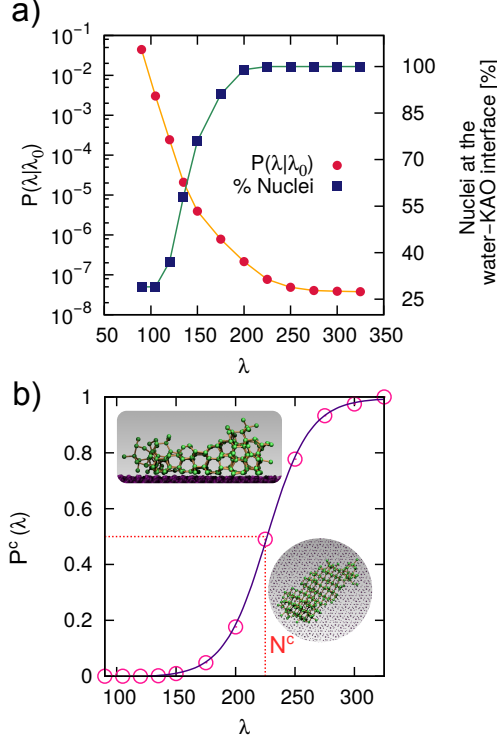 a)
10⁻¹
10⁻²
10⁻³
10⁻⁴
10⁻⁵
10⁻⁶
10⁻⁷
10⁻⁸
P(λ|λ₀)
50 100 150 200 250 300 350
λ
100
85
70
55
40
25
Nuclei at the
water−KAO interface [%]
P(λ|λ₀)
% Nuclei
b)
1
0.8
0.6
0.4
0.2
0
Pᶜ(λ)
100 150 200 250 300
λ
Nᶜ